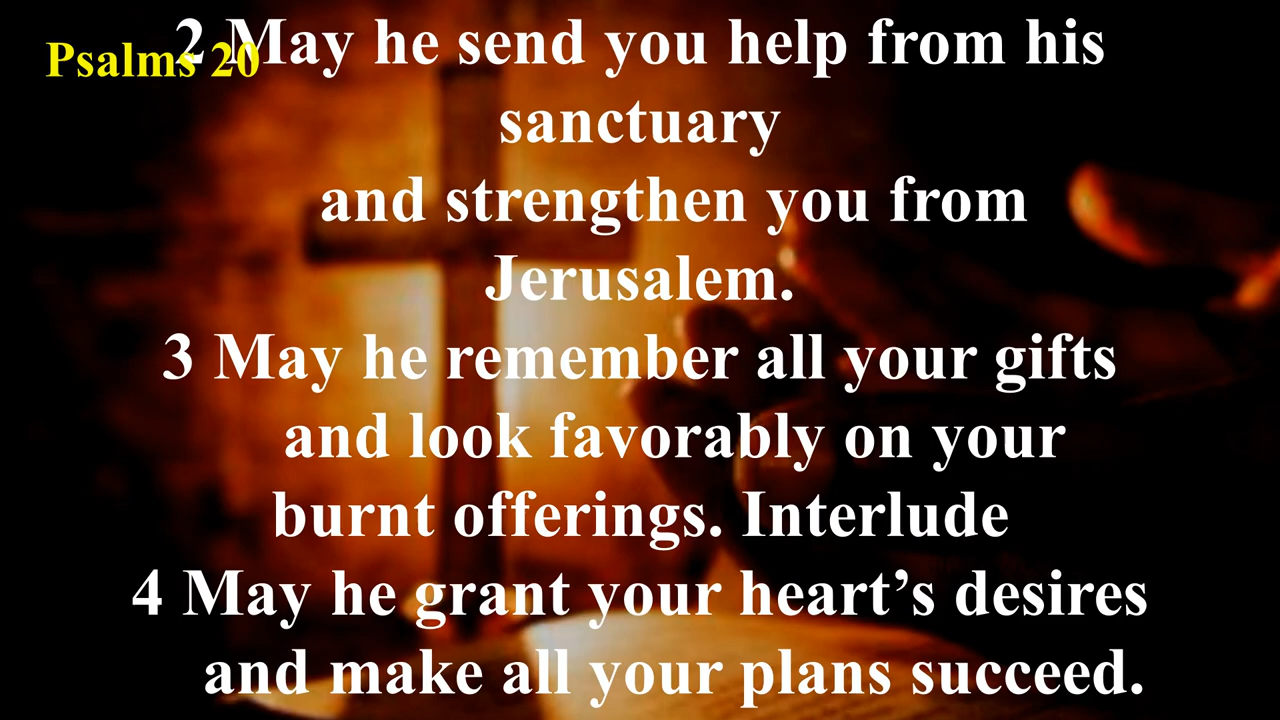 Psalms 20
2 May he send you help from his
sanctuary
and strengthen you from
Jerusalem.
3 May he remember all your gifts
and look favorably on your
burnt offerings. Interlude
4 May he grant your heart’s desires
and make all your plans succeed.